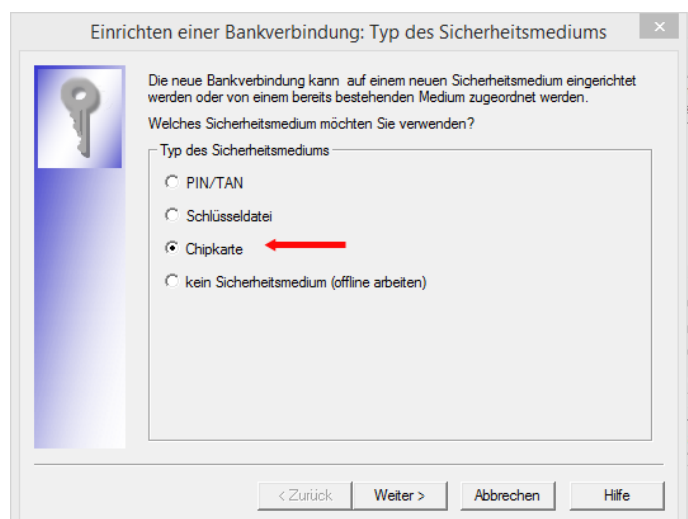 Einrichten einer Bankverbindung: Typ des Sicherheitsmediums
Die neue Bankverbindung kann auf einem neuen Sicherheitsmedium eingerichtet
werden oder von einem bereits bestehenden Medium zugeordnet werden.
Welches Sicherheitsmedium möchten Sie verwenden?
Typ des Sicherheitsmediums
PIN/TAN
Schlüsseldatei
Chipkarte
kein Sicherheitsmedium (offline arbeiten)
< Zurück Weiter > Abbrechen Hilfe